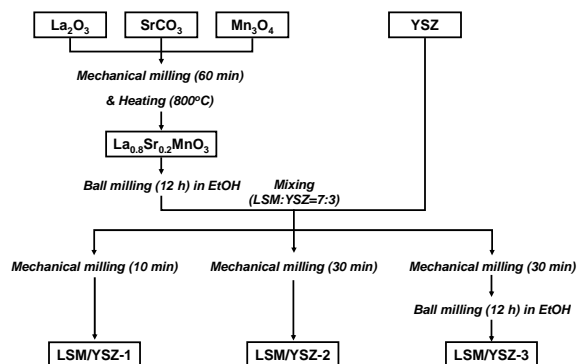 La₂O₃ SrCO₃ Mn₃O₄ YSZ
Mechanical milling (60 min)
& Heating (800ºC)
La₀.₈Sr₀.₂MnO₃
Ball milling (12 h) in EtOH
Mixing
(LSM:YSZ=7:3)
Mechanical milling (10 min) Mechanical milling (30 min) Mechanical milling (30 min)
Ball milling (12 h) in EtOH
LSM/YSZ-1 LSM/YSZ-2 LSM/YSZ-3